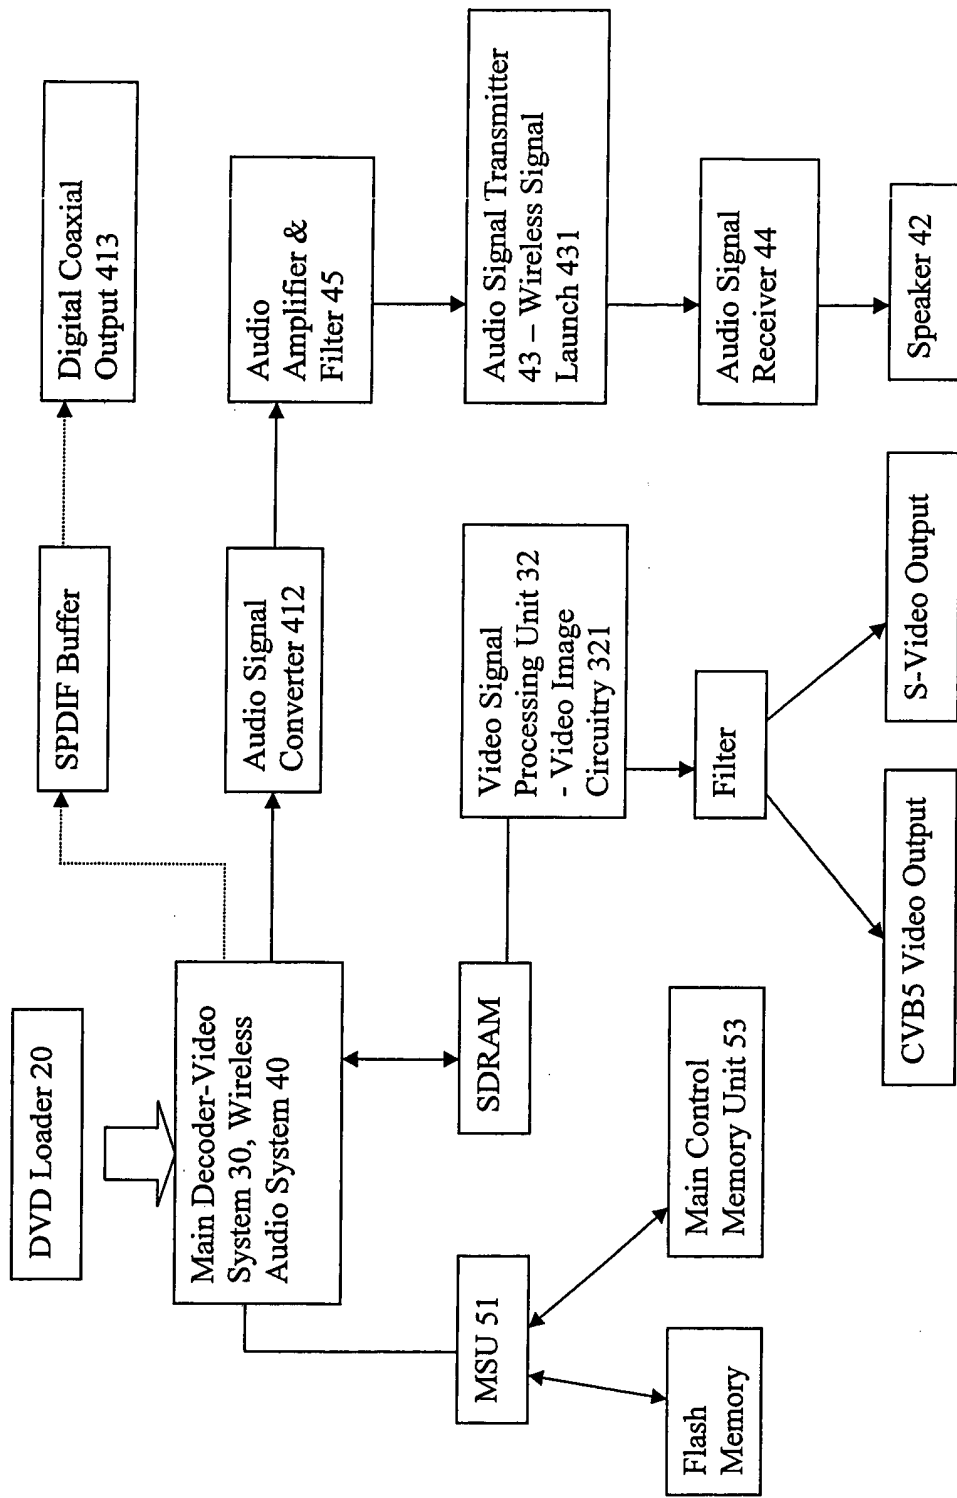 DVD Loader 20
Main Decoder-Video
System 30, Wireless
Audio System 40
SPDIF Buffer
Digital Coaxial
Output 413
Audio Signal
Converter 412
Audio
Amplifier &
Filter 45
MSU 51
SDRAM
Video Signal
Processing Unit 32
- Video Image
Circuitry 321
Audio Signal Transmitter
43 – Wireless Signal
Launch 431
Flash
Memory
Main Control
Memory Unit 53
Filter
Audio Signal
Receiver 44
CVB5 Video Output
S-Video Output
Speaker 42